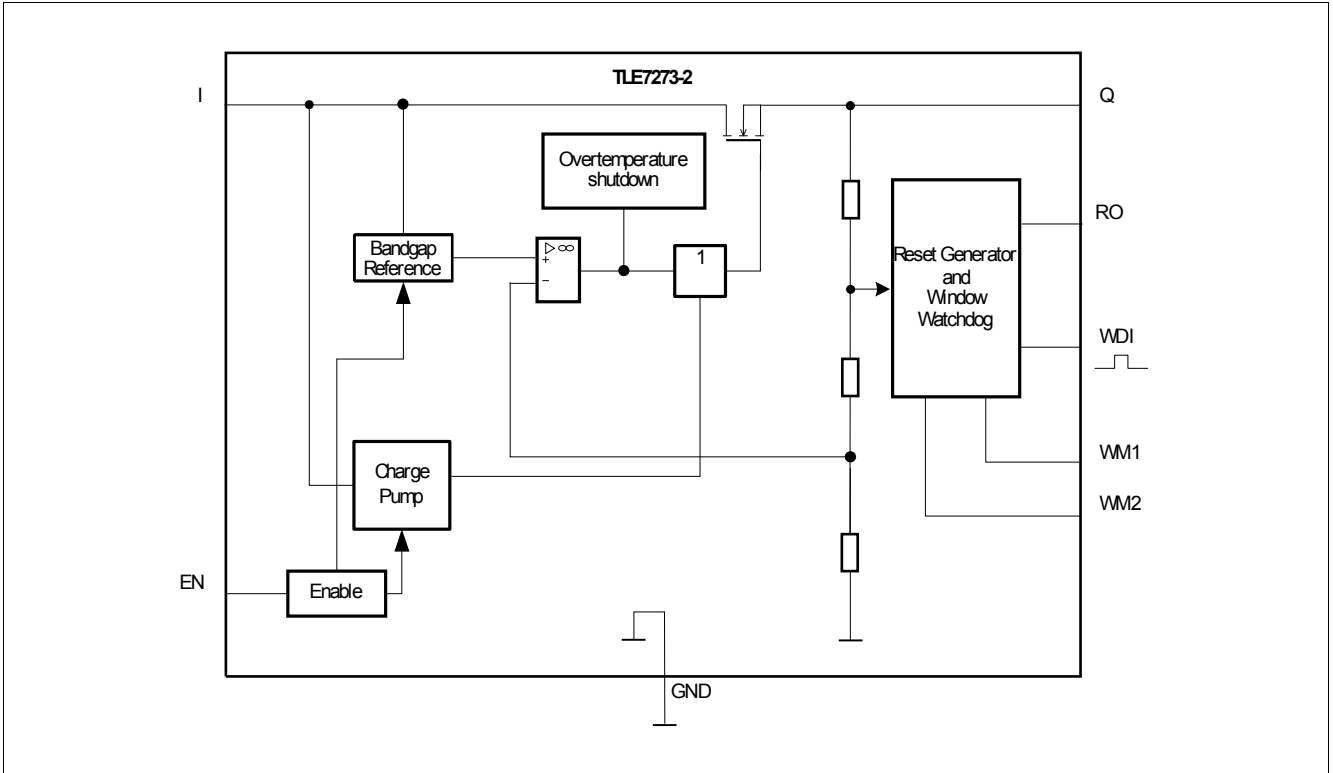 TLE7273-2
I
Q
Overtemperature
shutdown
RO
Bandgap
Reference
▷∞
+
−
1
Reset Generator
and
Window
Watchdog
WDI
Charge
Pump
WM1
WM2
EN
Enable
GND